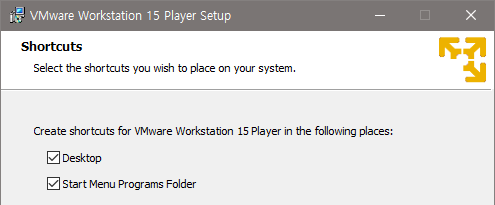 VMware Workstation 15 Player Setup
Shortcuts
Select the shortcuts you wish to place on your system.
Create shortcuts for VMware Workstation 15 Player in the following places:
Desktop
Start Menu Programs Folder